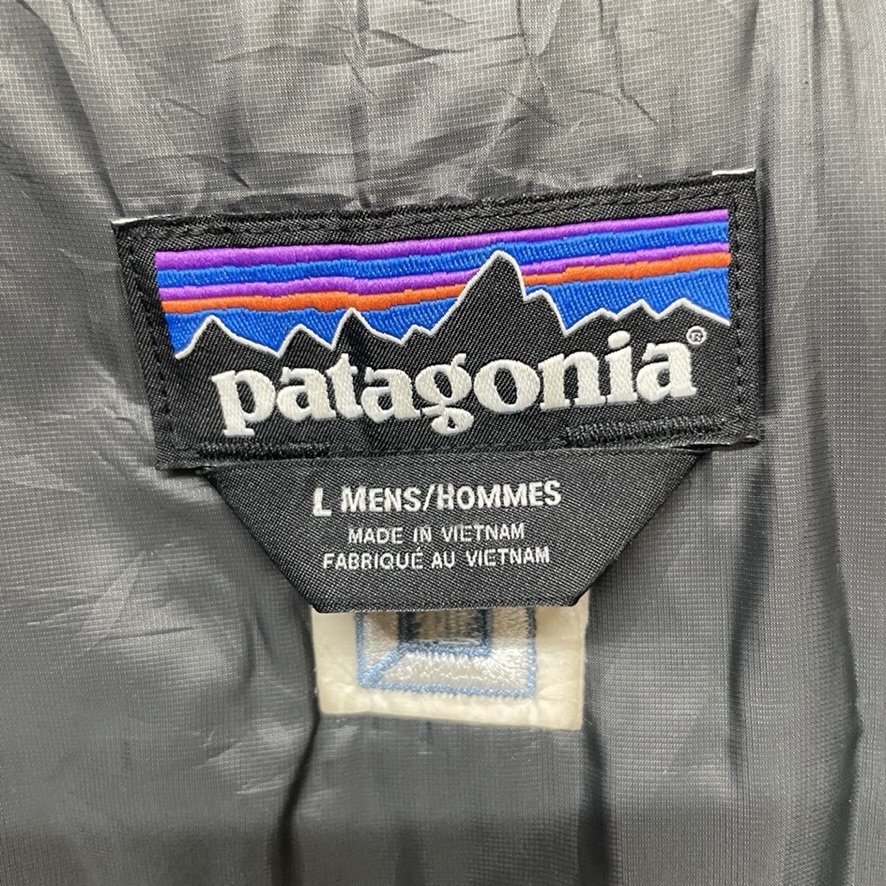 patagonia®
L MENS/HOMMES
MADE IN VIETNAM
FABRIQUÉ AU VIETNAM